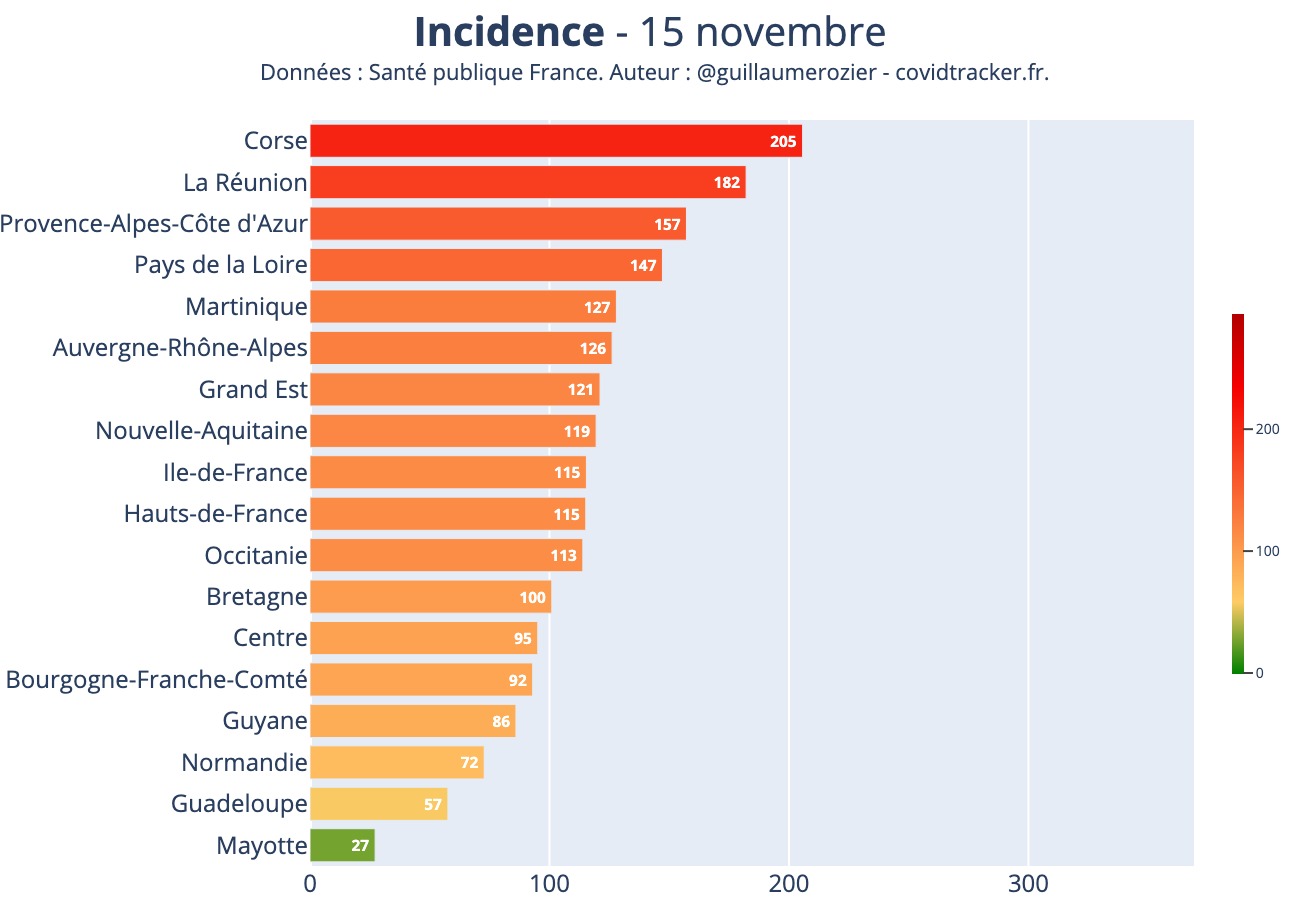 Incidence - 15 novembre
Données : Santé publique France. Auteur : @guillaumerozier - covidtracker.fr.
Corse 205
La Réunion 182
Provence-Alpes-Côte d'Azur 157
Pays de la Loire 147
Martinique 127
Auvergne-Rhône-Alpes 126
Grand Est 121
Nouvelle-Aquitaine 119
Ile-de-France 115
Hauts-de-France 115
Occitanie 113
Bretagne 100
Centre 95
Bourgogne-Franche-Comté 92
Guyane 86
Normandie 72
Guadeloupe 57
Mayotte 27
0 100 200 300
200
100
0